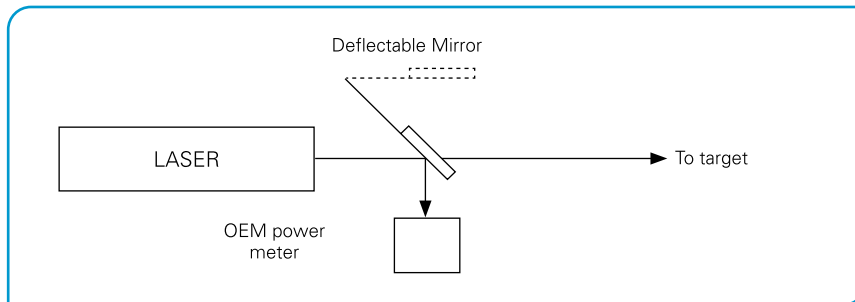 Deflectable Mirror
LASER
To target
OEM power
meter